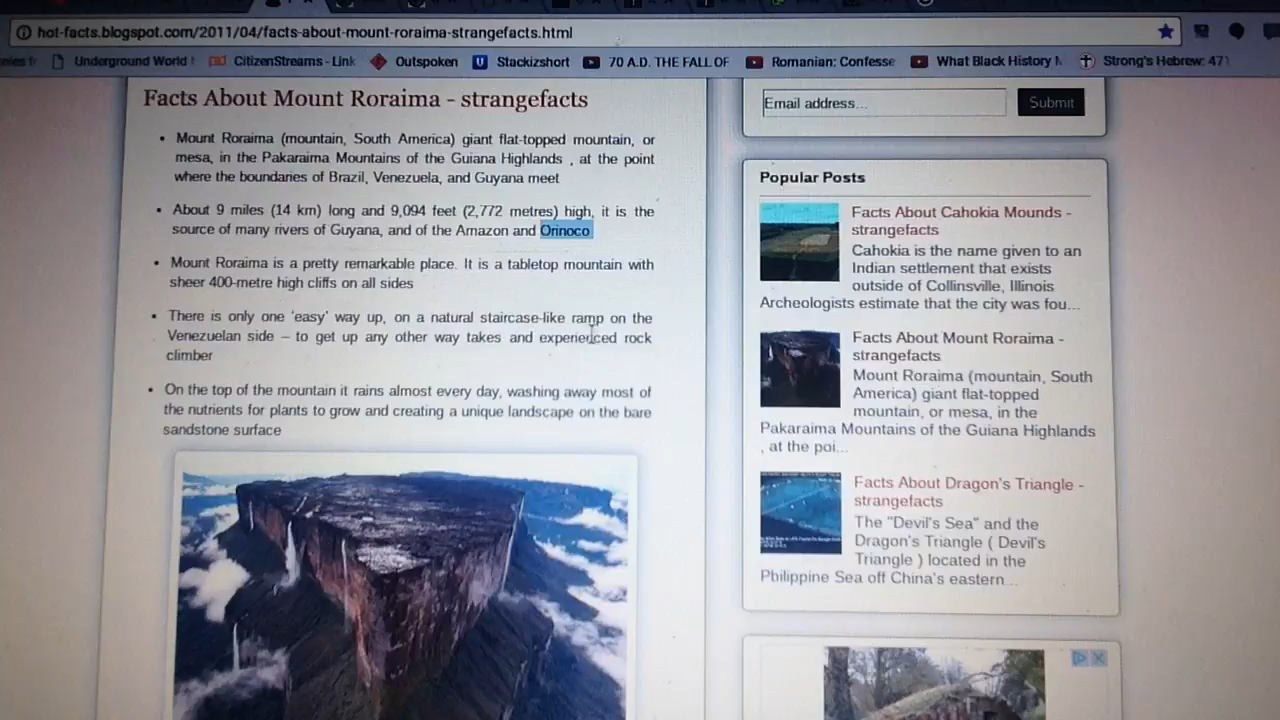 hot-facts.blogspot.com/2011/04/facts-about-mount-roraima-strangefacts.html
Underground World
CitizenStreams - Link
Outspoken
Stackizshort
70 A.D. THE FALL OF
Romanian: Confesse
What Black History
Strong's Hebrew: 471
Facts About Mount Roraima - strangefacts
Mount Roraima (mountain, South America) giant flat-topped mountain, or
mesa, in the Pakaraima Mountains of the Guiana Highlands , at the point
where the boundaries of Brazil, Venezuela, and Guyana meet
About 9 miles (14 km) long and 9,094 feet (2,772 metres) high, it is the
source of many rivers of Guyana, and of the Amazon and Orinoco
Mount Roraima is a pretty remarkable place. It is a tabletop mountain with
sheer 400-metre high cliffs on all sides
There is only one 'easy' way up, on a natural staircase-like ramp on the
Venezuelan side – to get up any other way takes and experienced rock
climber
On the top of the mountain it rains almost every day, washing away most of
the nutrients for plants to grow and creating a unique landscape on the bare
sandstone surface
Email address...
Submit
Popular Posts
Facts About Cahokia Mounds -
strangefacts
Cahokia is the name given to an
Indian settlement that exists
outside of Collinsville, Illinois
Archeologists estimate that the city was fou...
Facts About Mount Roraima -
strangefacts
Mount Roraima (mountain, South
America) giant flat-topped
mountain, or mesa, in the
Pakaraima Mountains of the Guiana Highlands
, at the poi...
Facts About Dragon's Triangle -
strangefacts
The "Devil's Sea" and the
Dragon's Triangle ( Devil's
Triangle ) located in the
Philippine Sea off China's eastern...